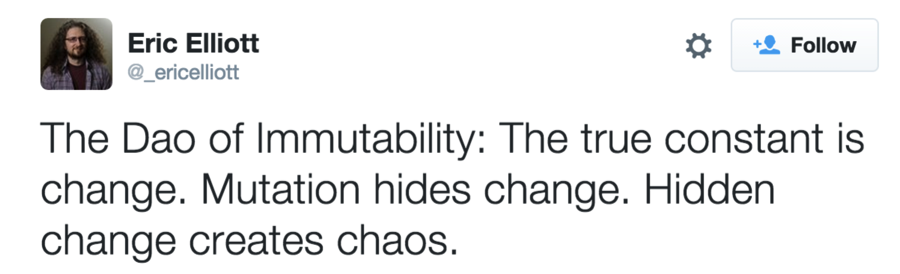 Eric Elliott
@_ericelliott
Follow
The Dao of Immutability: The true constant is
change. Mutation hides change. Hidden
change creates chaos.